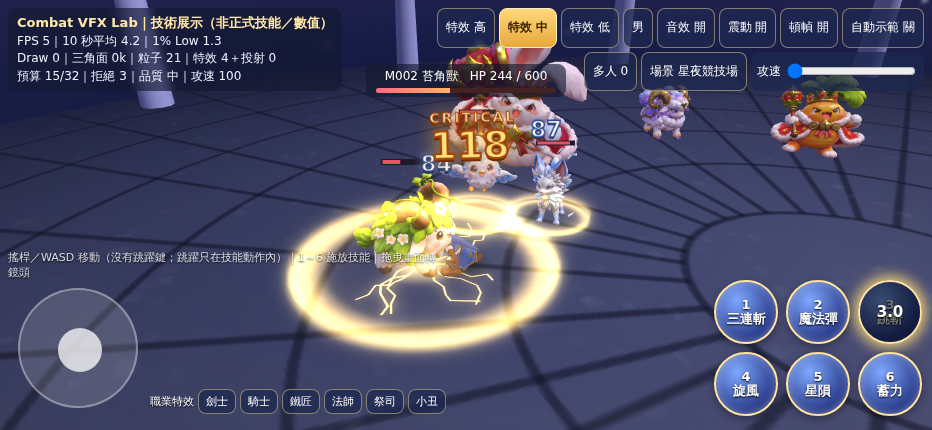 Combat VFX Lab｜技術展示（非正式技能／數值）
FPS 5｜10 秒平均 4.2｜1% Low 1.3
Draw 0｜三角面 0k｜粒子 21｜特效 4＋投射 0
預算 15/32｜拒絕 3｜品質 中｜攻速 100
特效 高
特效 中
特效 低
男
音效 開
震動 開
頓幀 開
自動示範 關
多人 0
場景 星夜競技場
攻速
M002 苔角獸 HP 244 / 600
CRITICAL
118
87
84
搖桿／WASD 移動（沒有跳躍鍵；跳躍只在技能動作內）｜1～6 施放技能｜拖曳
鏡頭
1
三連斬
2
魔法彈
3.0
4
旋風
5
星隕
6
蓄力
職業特效
劍士
騎士
鐵匠
法師
祭司
小丑